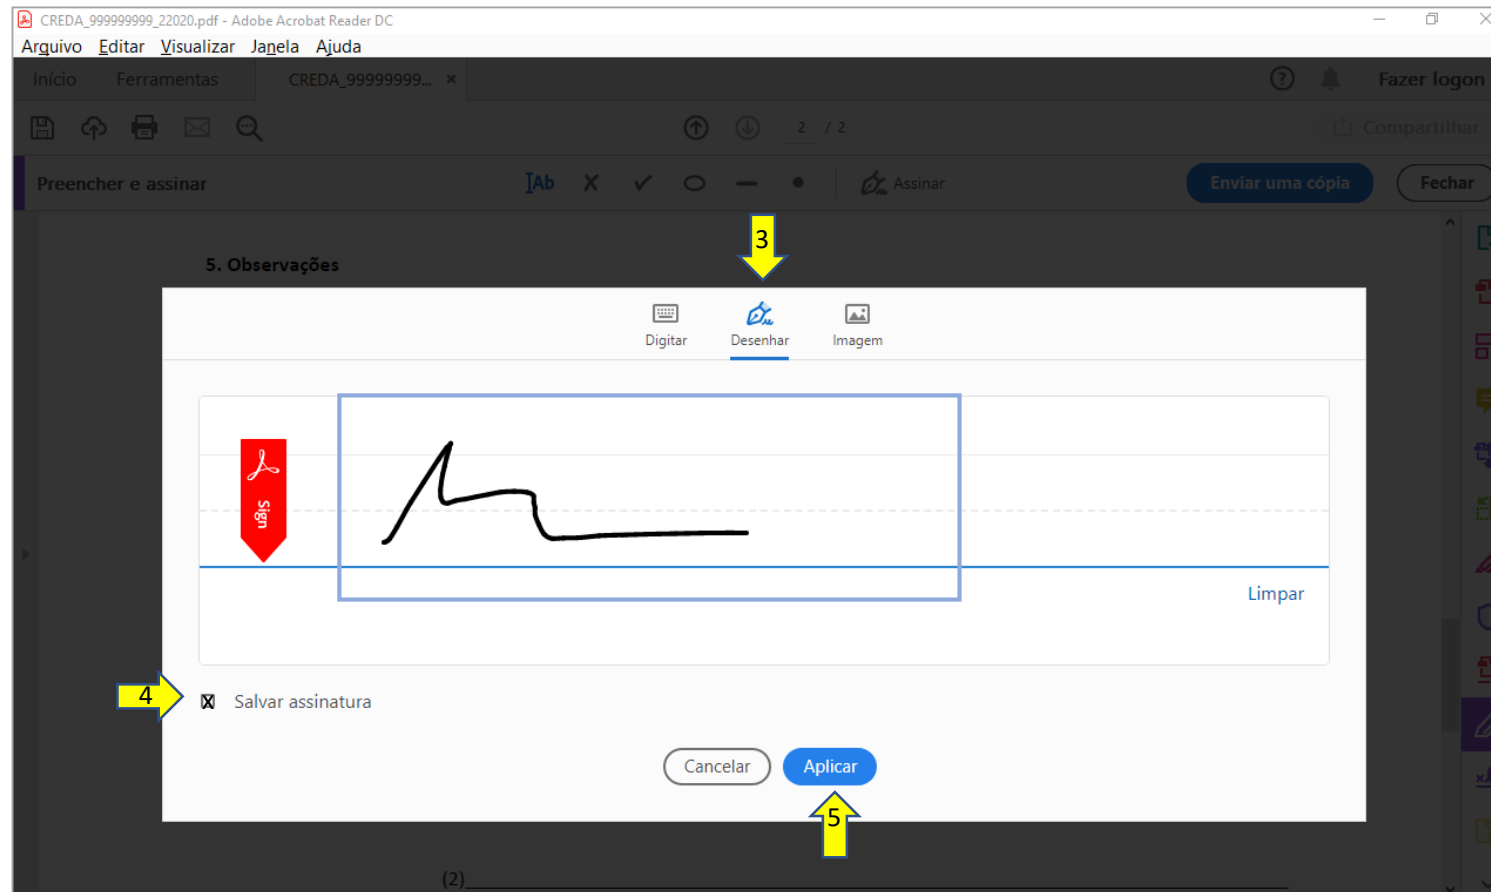 CREDA_999999999_22020.pdf - Adobe Acrobat Reader DC
Arquivo Editar Visualizar Janela Ajuda
Início Ferramentas CREDA_99999999... × Fazer logon
2 / 2 Compartilhar
Preencher e assinar Ab Assinar Enviar uma cópia Fechar
3
5. Observações
Digitar Desenhar Imagem
Sign
Limpar
4 Salvar assinatura
Cancelar Aplicar
5
(2)